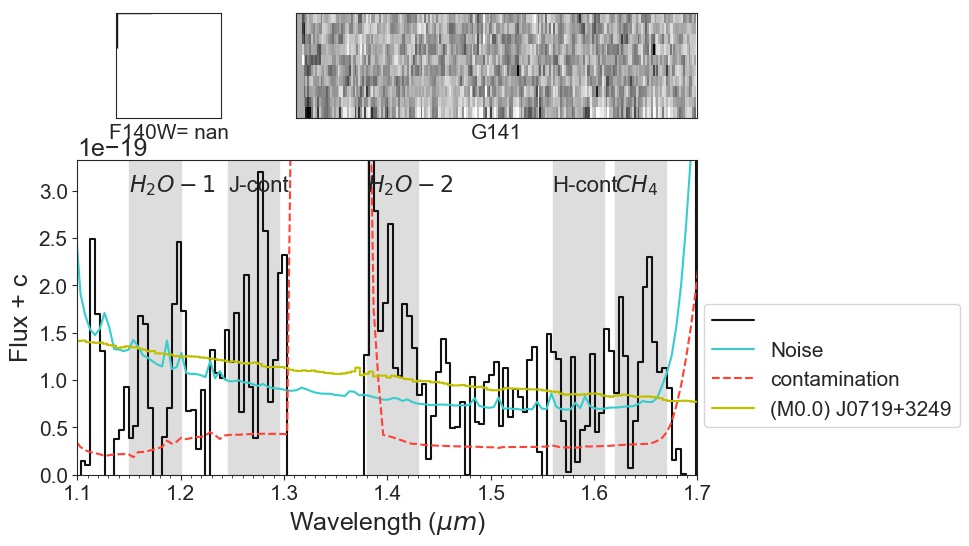 F140W= nan
G141
1e−19
H₂O − 1 J-cont H₂O − 2 H-cont CH₄
3.0
2.5
2.0
1.5
1.0
0.5
0.0
Flux + c
1.1 1.2 1.3 1.4 1.5 1.6 1.7
Wavelength (μm)
Noise
contamination
(M0.0) J0719+3249